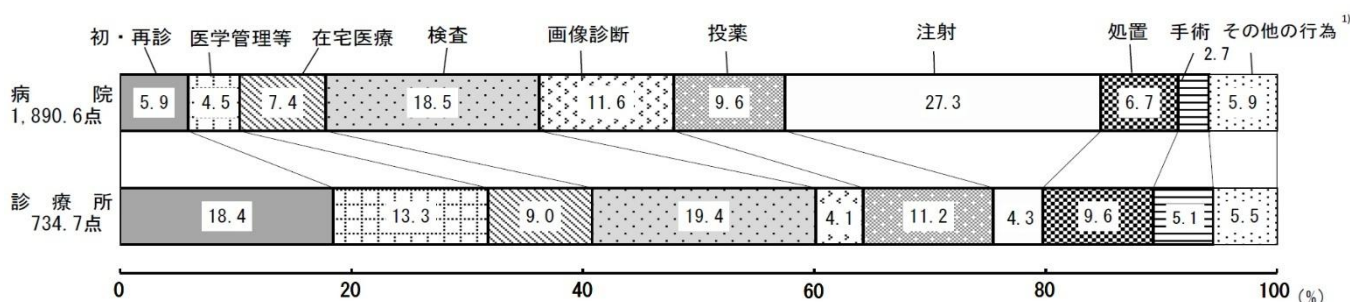 初・再診 医学管理等 在宅医療 検査 画像診断 投薬 注射 処置 手術 その他の行為 1)
2.7
病院
1,890.6点
5.9 4.5 7.4 18.5 11.6 9.6 27.3 6.7 5.9
診療所
734.7点
18.4 13.3 9.0 19.4 4.1 11.2 4.3 9.6 5.1 5.5
0 20 40 60 80 100 (%)